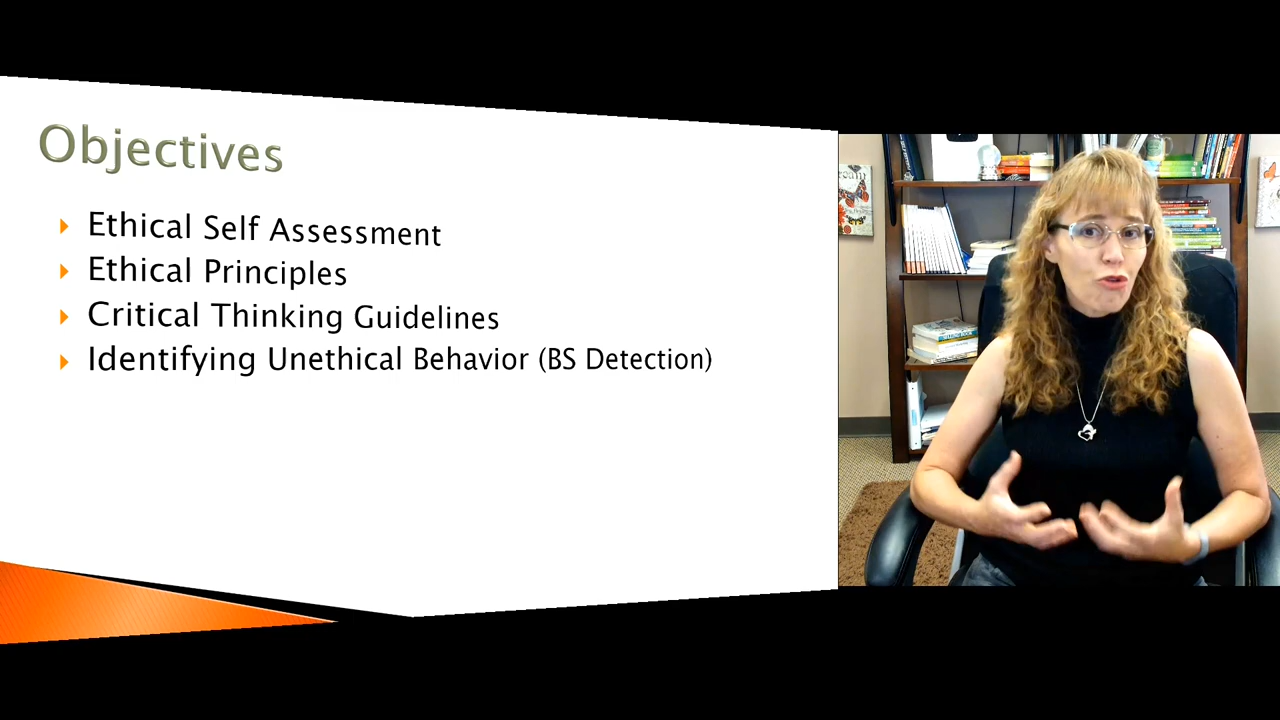 Objectives
Ethical Self Assessment
Ethical Principles
Critical Thinking Guidelines
Identifying Unethical Behavior (BS Detection)